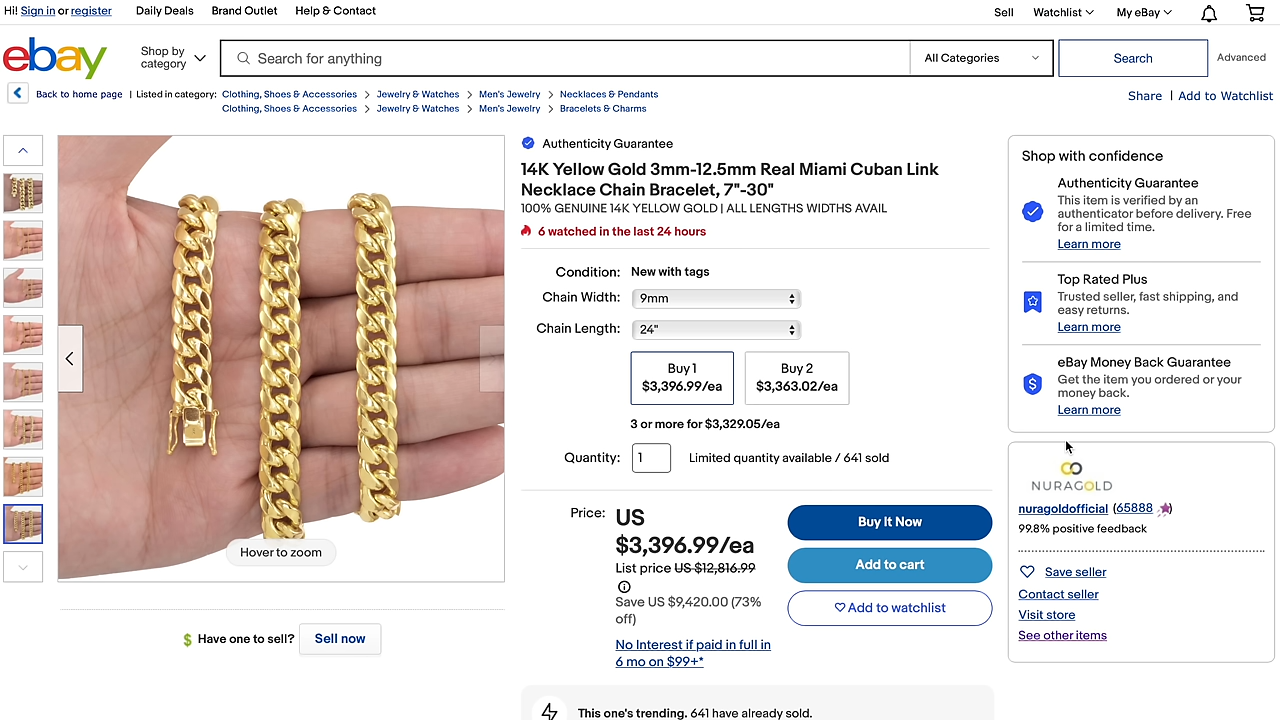 Hi! Sign in or register
Daily Deals
Brand Outlet
Help & Contact
Sell
Watchlist
My eBay
ebay
Shop by category
Search for anything
All Categories
Search
Advanced
Back to home page | Listed in category:
Clothing, Shoes & Accessories
Jewelry & Watches
Men's Jewelry
Necklaces & Pendants
Clothing, Shoes & Accessories
Jewelry & Watches
Men's Jewelry
Bracelets & Charms
Share | Add to Watchlist
Hover to zoom
$ Have one to sell?
Sell now
Authenticity Guarantee
14K Yellow Gold 3mm-12.5mm Real Miami Cuban Link
Necklace Chain Bracelet, 7"-30"
100% GENUINE 14K YELLOW GOLD | ALL LENGTHS WIDTHS AVAIL
6 watched in the last 24 hours
Condition: New with tags
Chain Width: 9mm
Chain Length: 24"
Buy 1
$3,396.99/ea
Buy 2
$3,363.02/ea
3 or more for $3,329.05/ea
Quantity: 1 Limited quantity available / 641 sold
Price:
US
$3,396.99/ea
List price US $12,816.99
Save US $9,420.00 (73%
off)
No Interest if paid in full in
6 mo on $99+*
Buy It Now
Add to cart
Add to watchlist
This one's trending. 641 have already sold.
Shop with confidence
Authenticity Guarantee
This item is verified by an
authenticator before delivery. Free
for a limited time.
Learn more
Top Rated Plus
Trusted seller, fast shipping, and
easy returns.
Learn more
$
eBay Money Back Guarantee
Get the item you ordered or your
money back.
Learn more
NURAGOLD
nuragoldofficial (65888)
99.8% positive feedback
Save seller
Contact seller
Visit store
See other items